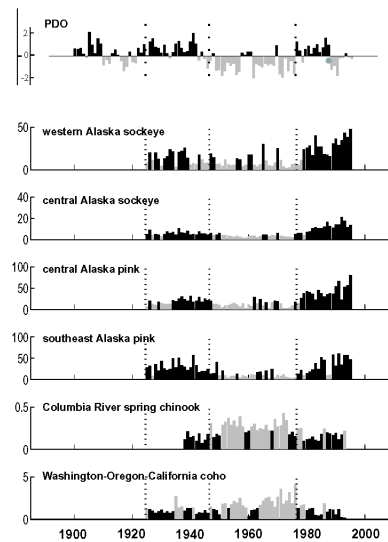 PDO
2
0
-2
western Alaska sockeye
50
0
central Alaska sockeye
40
20
0
central Alaska pink
100
50
0
southeast Alaska pink
100
50
0
Columbia River spring chinook
0.5
0
Washington-Oregon-California coho
5
0
1900 1920 1940 1960 1980 2000